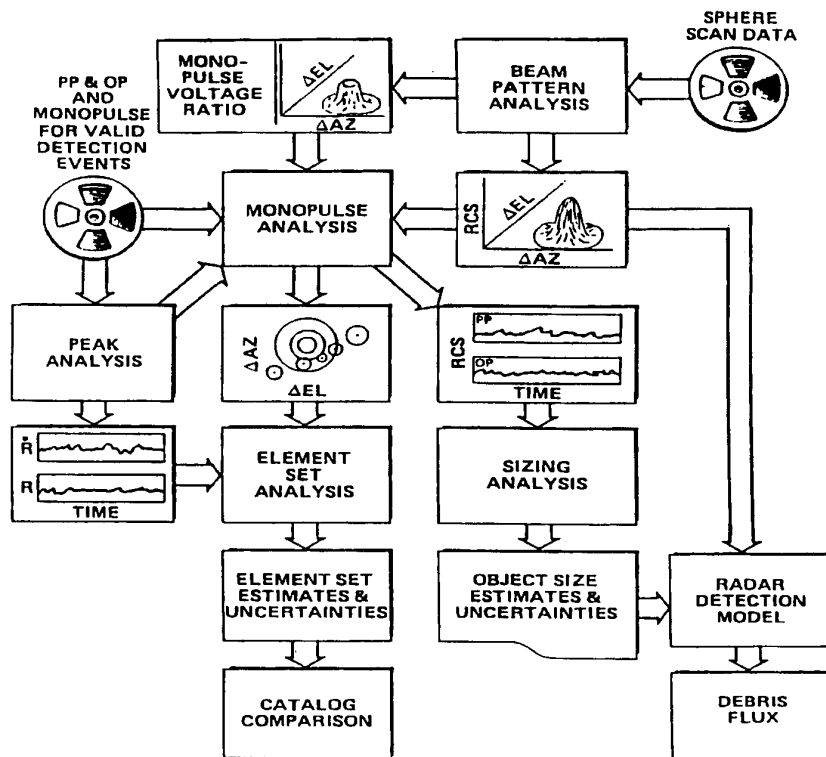 SPHERE
SCAN DATA
MONO-
PULSE
VOLTAGE
RATIO
ΔEL
ΔAZ
BEAM
PATTERN
ANALYSIS
PP & OP
AND
MONOPULSE
FOR VALID
DETECTION
EVENTS
MONOPULSE
ANALYSIS
RCS
ΔEL
ΔAZ
PEAK
ANALYSIS
ΔAZ
ΔEL
RCS
PP
OP
TIME
Ṙ
R
TIME
ELEMENT
SET
ANALYSIS
SIZING
ANALYSIS
ELEMENT SET
ESTIMATES &
UNCERTAINTIES
OBJECT SIZE
ESTIMATES &
UNCERTAINTIES
RADAR
DETECTION
MODEL
CATALOG
COMPARISON
DEBRIS
FLUX